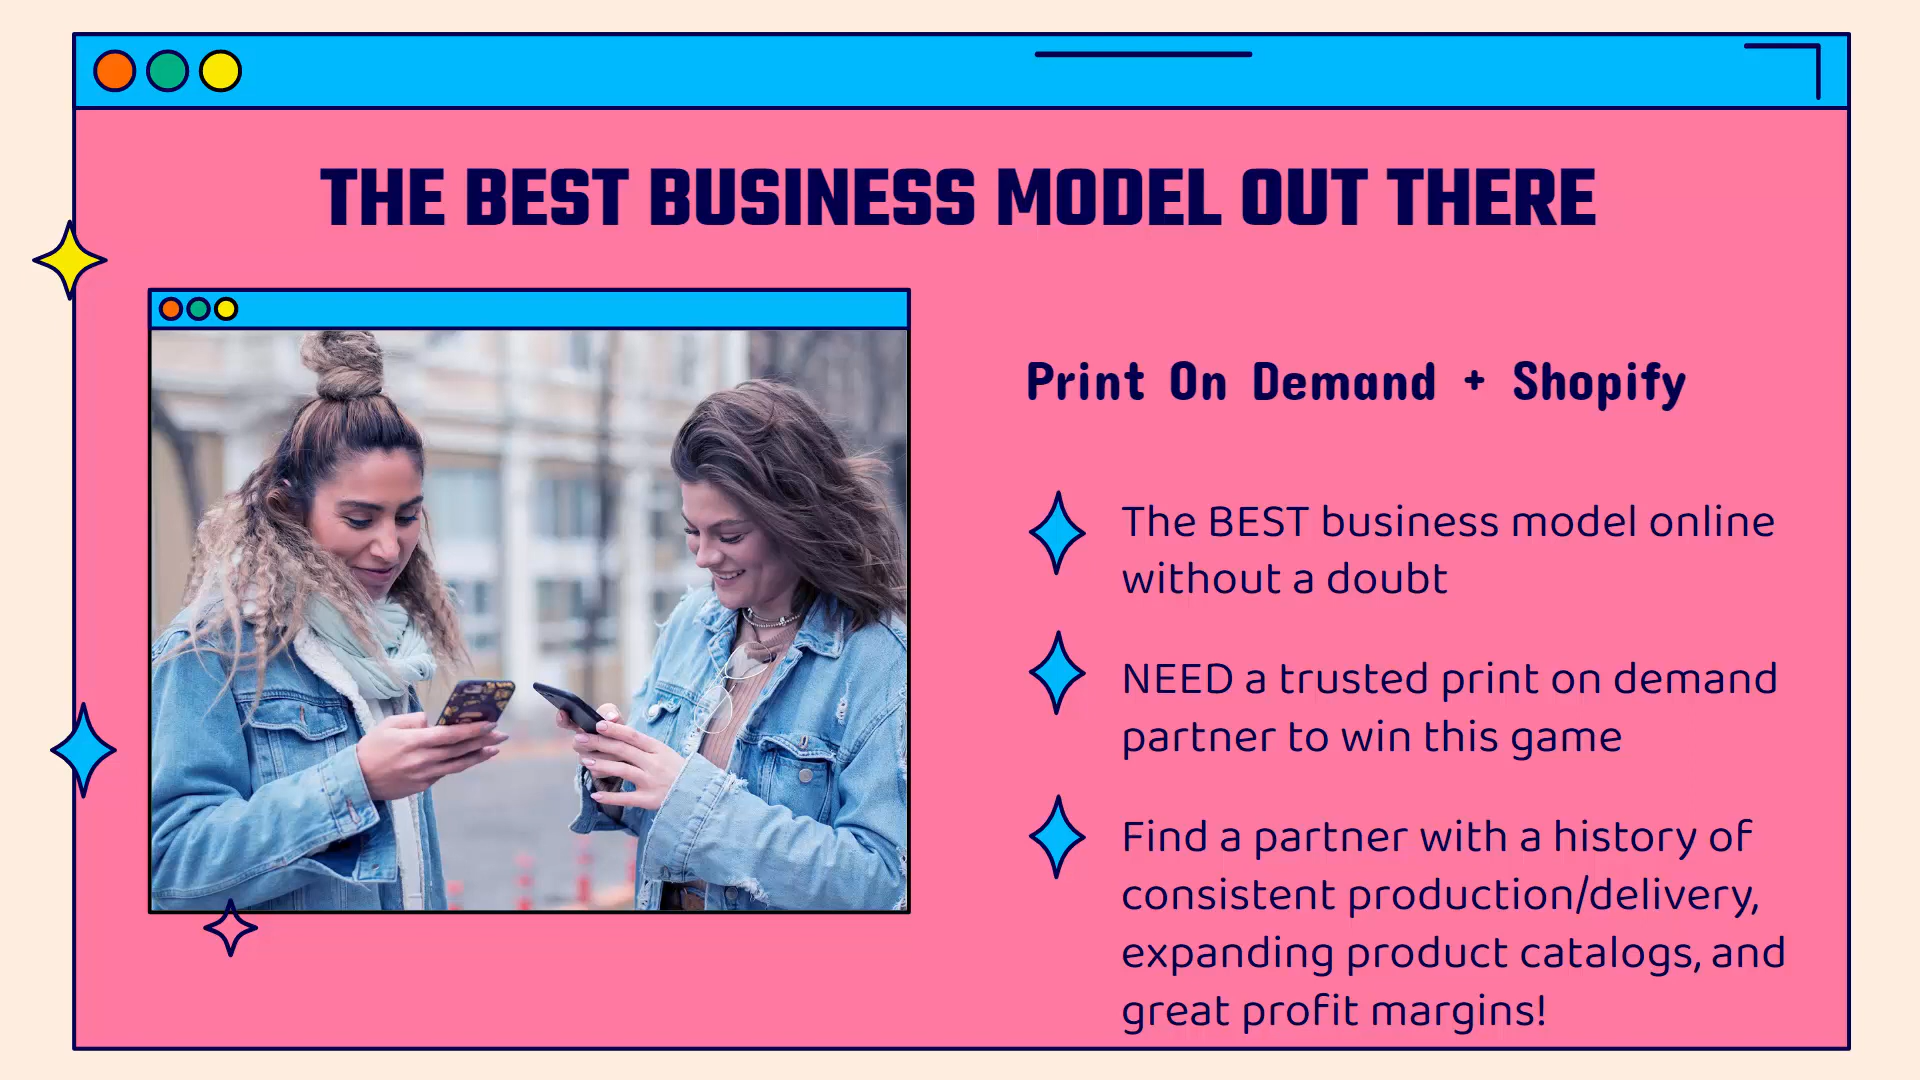 THE BEST BUSINESS MODEL OUT THERE
Print On Demand + Shopify
The BEST business model online
without a doubt
NEED a trusted print on demand
partner to win this game
Find a partner with a history of
consistent production/delivery,
expanding product catalogs, and
great profit margins!